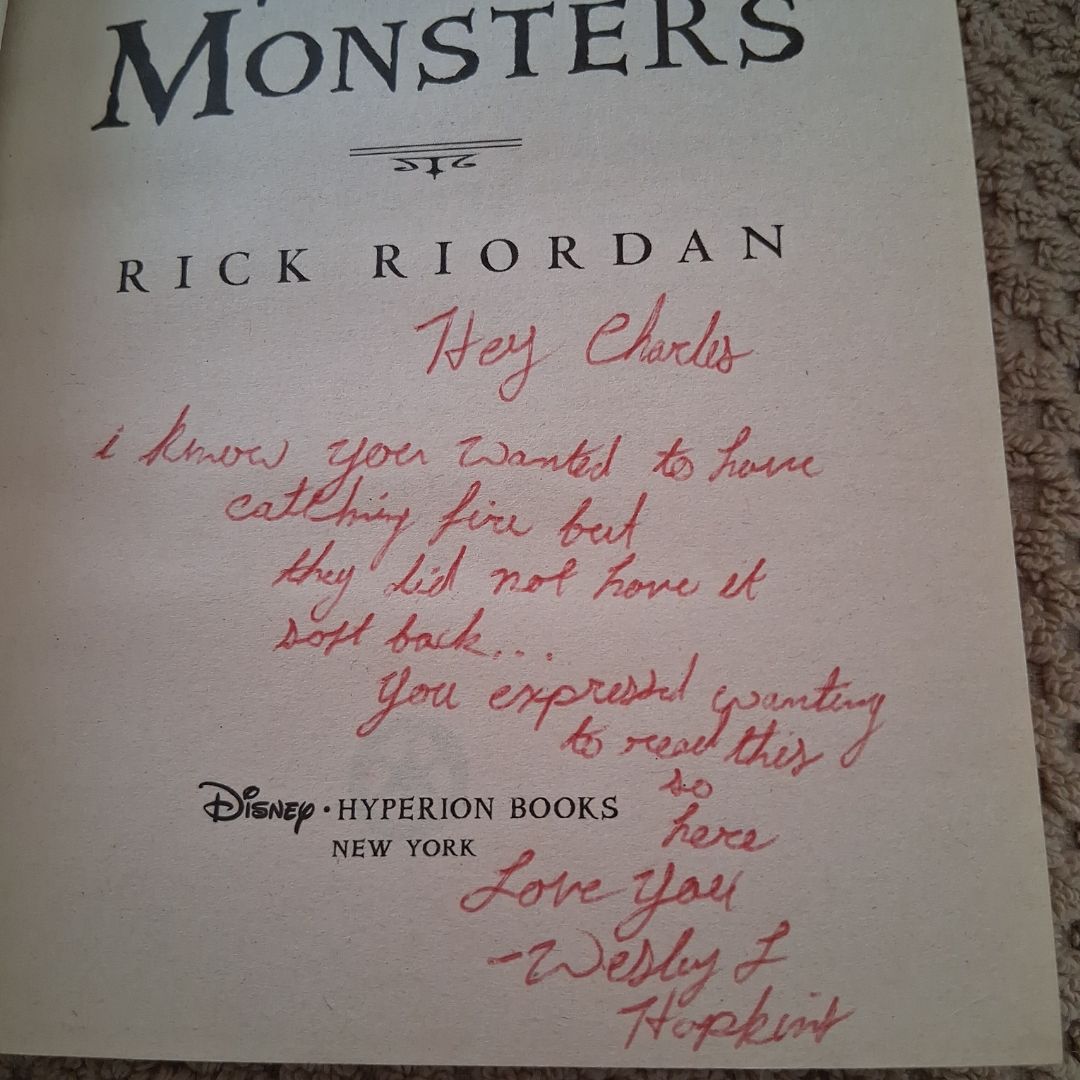 MONSTERS
RICK RIORDAN
Hey Charles
i know you wanted to have
catching fire but
they did not have it
soft back...
You expressed wanting
to read this
so
here
DISNEY • HYPERION BOOKS
NEW YORK
Love You
-Wesley L
Hopkins